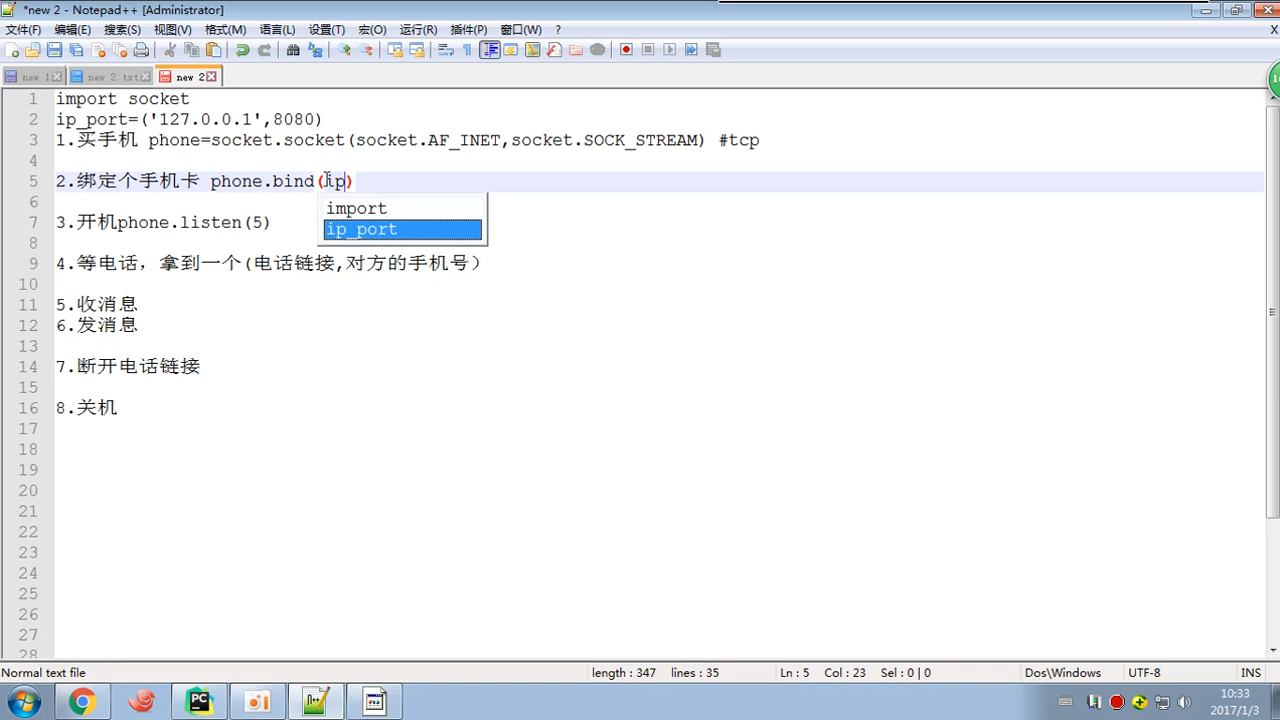 *new 2 - Notepad++ [Administrator]
文件(F) 编辑(E) 搜索(S) 视图(V) 格式(M) 语言(L) 设置(T) 宏(O) 运行(R) 插件(P) 窗口(W) ? X
new 1 new 2.txt new 2
1 import socket
2 ip_port=('127.0.0.1',8080)
3 1.买手机 phone=socket.socket(socket.AF_INET,socket.SOCK_STREAM) #tcp
4
5 2.绑定个手机卡 phone.bind(ip)
6 import
7 3.开机phone.listen(5) ip_port
8
9 4.等电话，拿到一个(电话链接,对方的手机号）
10
11 5.收消息
12 6.发消息
13
14 7.断开电话链接
15
16 8.关机
17
18
19
20
21
22
23
24
25
26
27
28
Normal text file length : 347 lines : 35 Ln : 5 Col : 23 Sel : 0 | 0 Dos\Windows UTF-8 INS
10:33
2017/1/3